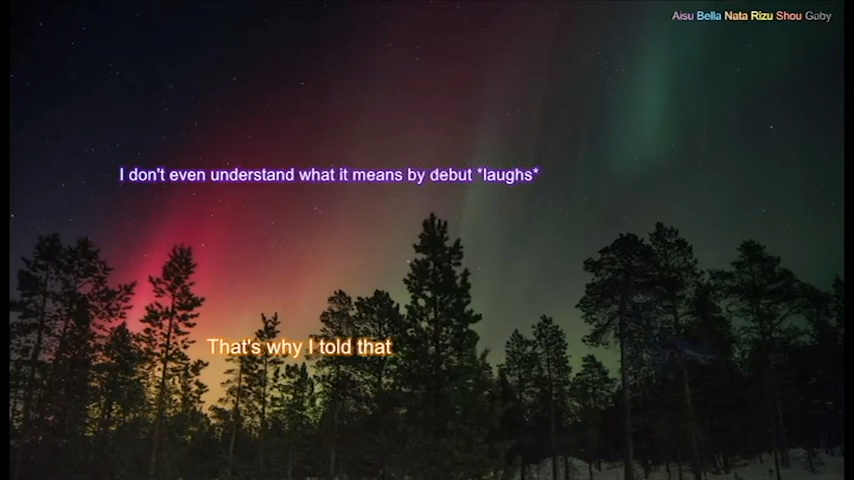 Aisu Bella Nata Rizu Shou Gaby
I don't even understand what it means by debut *laughs*
That's why I told that